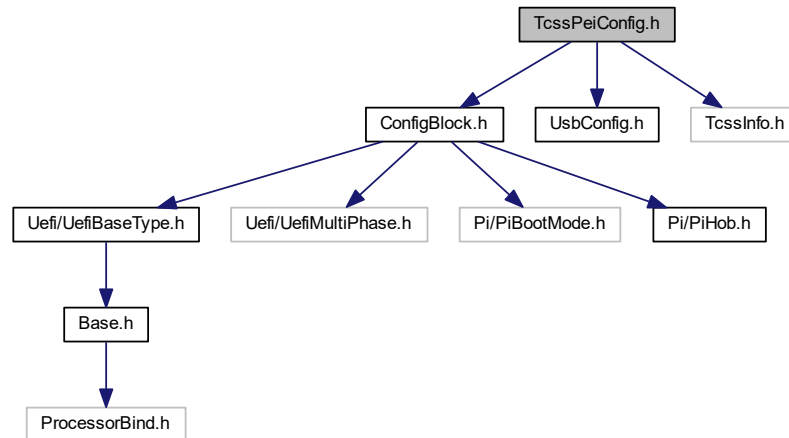 TcssPeiConfig.h
ConfigBlock.h
UsbConfig.h
TcssInfo.h
Uefi/UefiBaseType.h
Uefi/UefiMultiPhase.h
Pi/PiBootMode.h
Pi/PiHob.h
Base.h
ProcessorBind.h